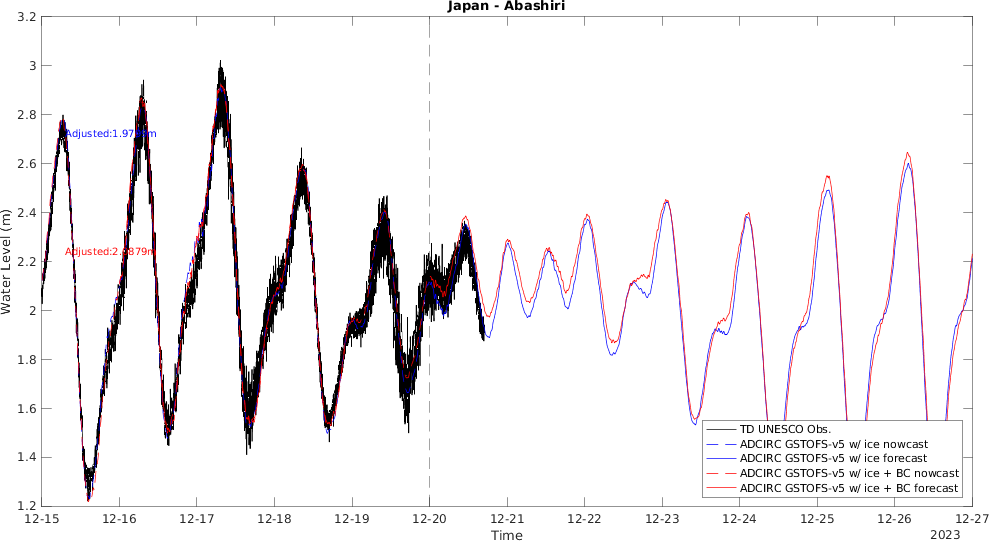 Japan - Abashiri
3.2
3
2.8
2.6
2.4
2.2
2
1.8
1.6
1.4
1.2
Water Level (m)
TD UNESCO Obs.
ADCIRC GSTOFS-v5 w/ ice nowcast
ADCIRC GSTOFS-v5 w/ ice forecast
ADCIRC GSTOFS-v5 w/ ice + BC nowcast
ADCIRC GSTOFS-v5 w/ ice + BC forecast
12-15 12-16 12-17 12-18 12-19 12-20 12-21 12-22 12-23 12-24 12-25 12-26 12-27
Time
2023